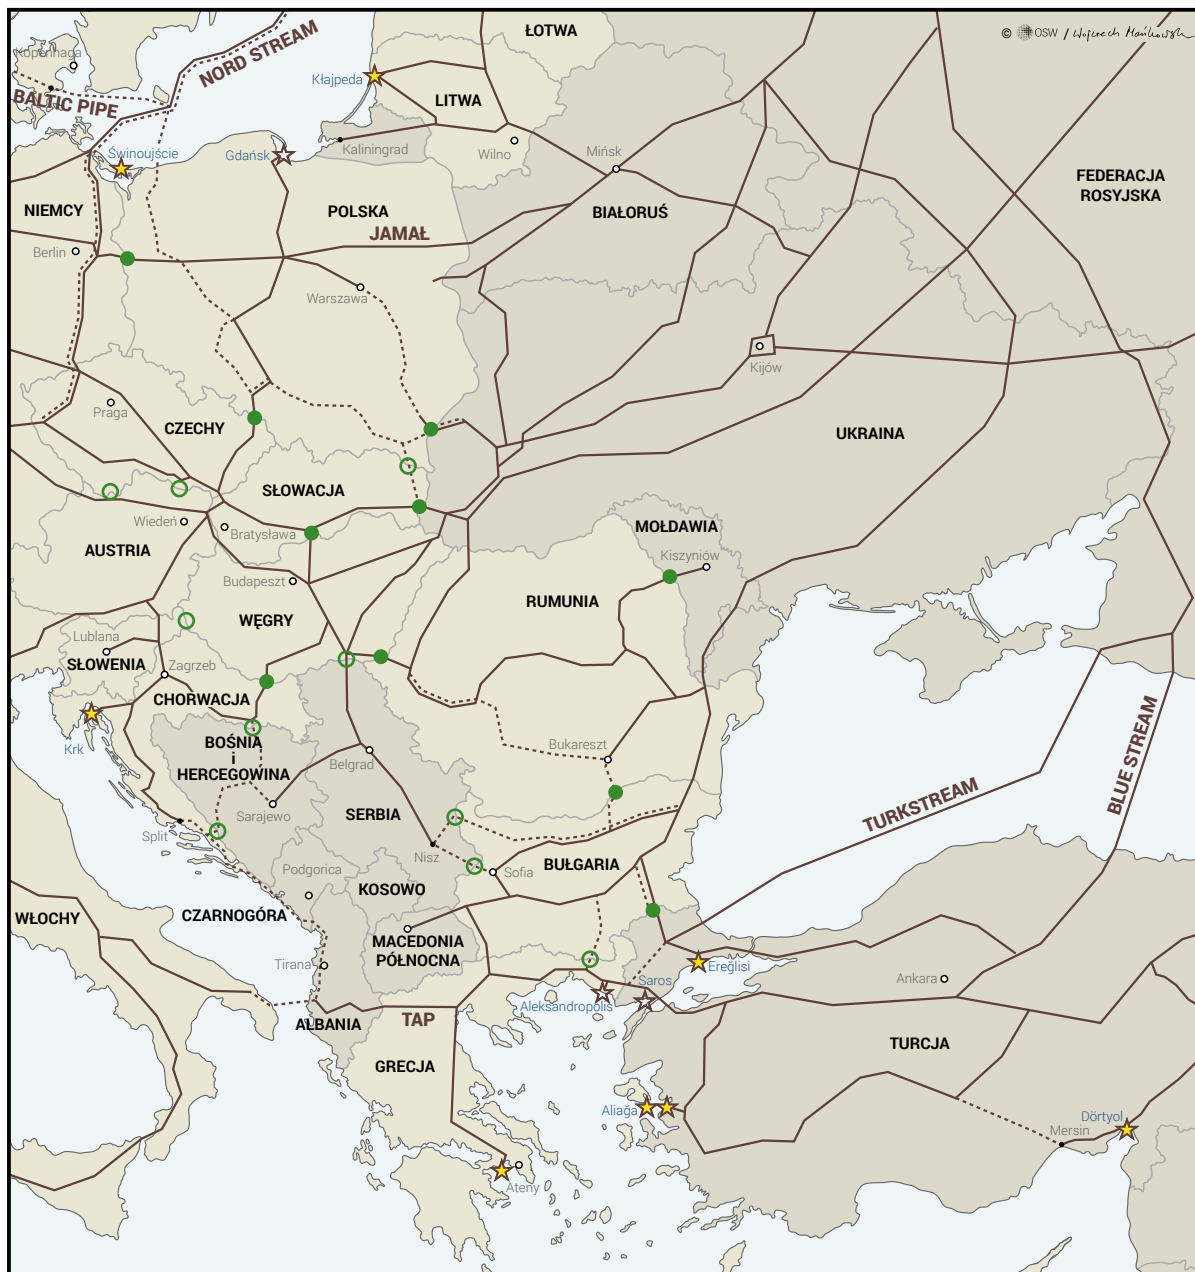 ŁOTWA
© OSW / Wojciech Mańkowski
Kopenhaga
NORD STREAM
Kłajpeda
BALTIC PIPE
LITWA
Świnoujście
Gdańsk
Kaliningrad
Wilno
Mińsk
FEDERACJA
ROSYJSKA
NIEMCY
POLSKA
BIAŁORUŚ
JAMAŁ
Berlin
Warszawa
Kijów
Praga
CZECHY
UKRAINA
SŁOWACJA
Wiedeń
Bratysława
MOŁDAWIA
AUSTRIA
Kiszyniów
Budapeszt
RUMUNIA
WĘGRY
Lublana
SŁOWENIA
Zagrzeb
CHORWACJA
Krk
BOŚNIA
i
HERCEGOWINA
Belgrad
Bukareszt
BLUE STREAM
TURKSTREAM
Sarajewo
SERBIA
Split
Nisz
Podgorica
Sofia
BUŁGARIA
KOSOWO
WŁOCHY
CZARNOGÓRA
MACEDONIA
PÓŁNOCNA
Tirana
Ereğlisi
Saros
Ankara
Aleksandropolis
ALBANIA
TAP
TURCJA
GRECJA
Aliağa
Dörtyol
Mersin
Ateny